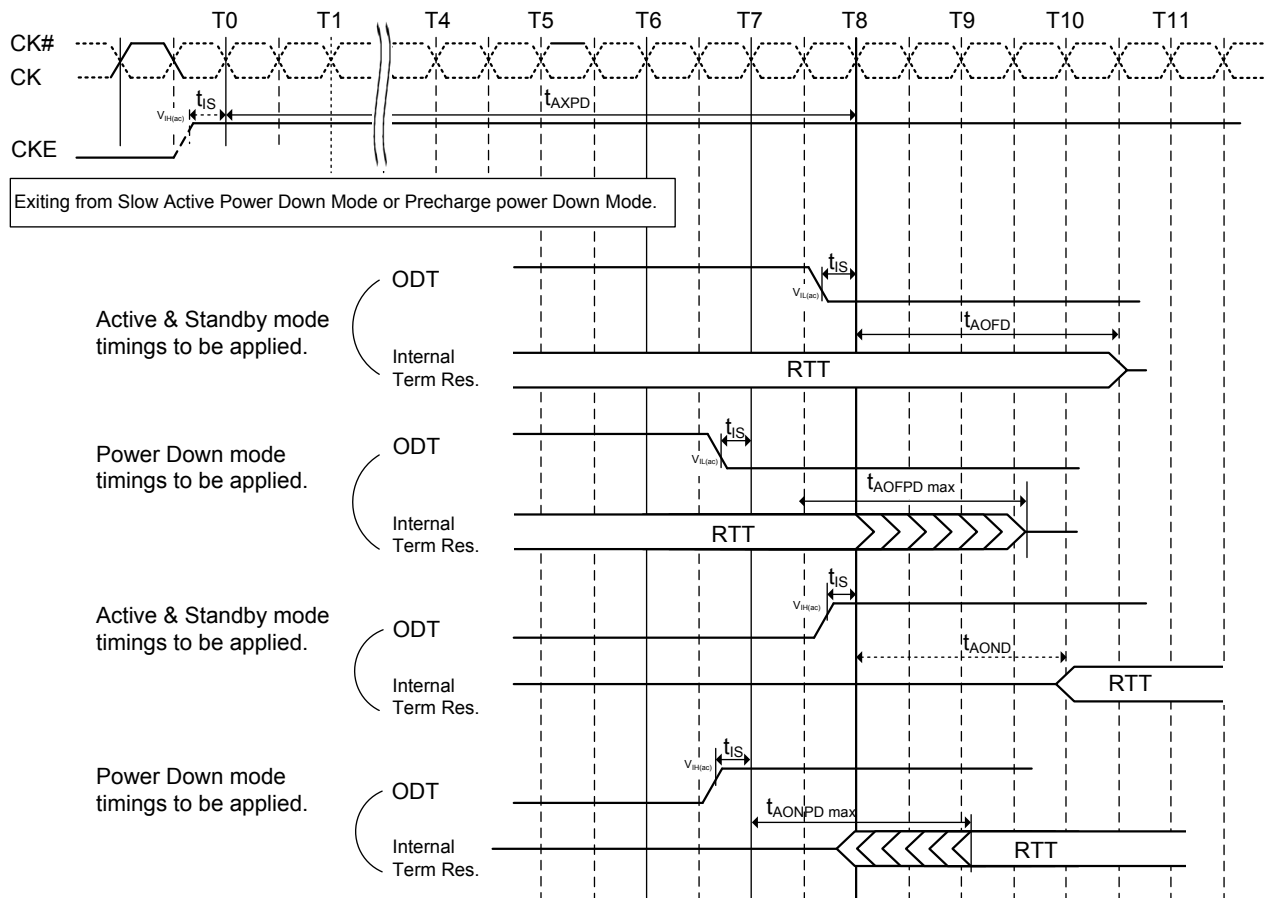 T0 T1 T4 T5 T6 T7 T8 T9 T10 T11
CK#
CK
tIS
tAXPD
VIH(ac)
CKE
Exiting from Slow Active Power Down Mode or Precharge power Down Mode.
ODT
tIS
VIL(ac)
Active & Standby mode
timings to be applied.
tAOFD
Internal
Term Res.
RTT
ODT
tIS
VIL(ac)
Power Down mode
timings to be applied.
tAOFPD max
Internal
Term Res.
RTT
tIS
VIH(ac)
Active & Standby mode
timings to be applied.
ODT
tAOND
Internal
Term Res.
RTT
tIS
VIH(ac)
Power Down mode
timings to be applied.
ODT
tAONPD max
Internal
Term Res.
RTT